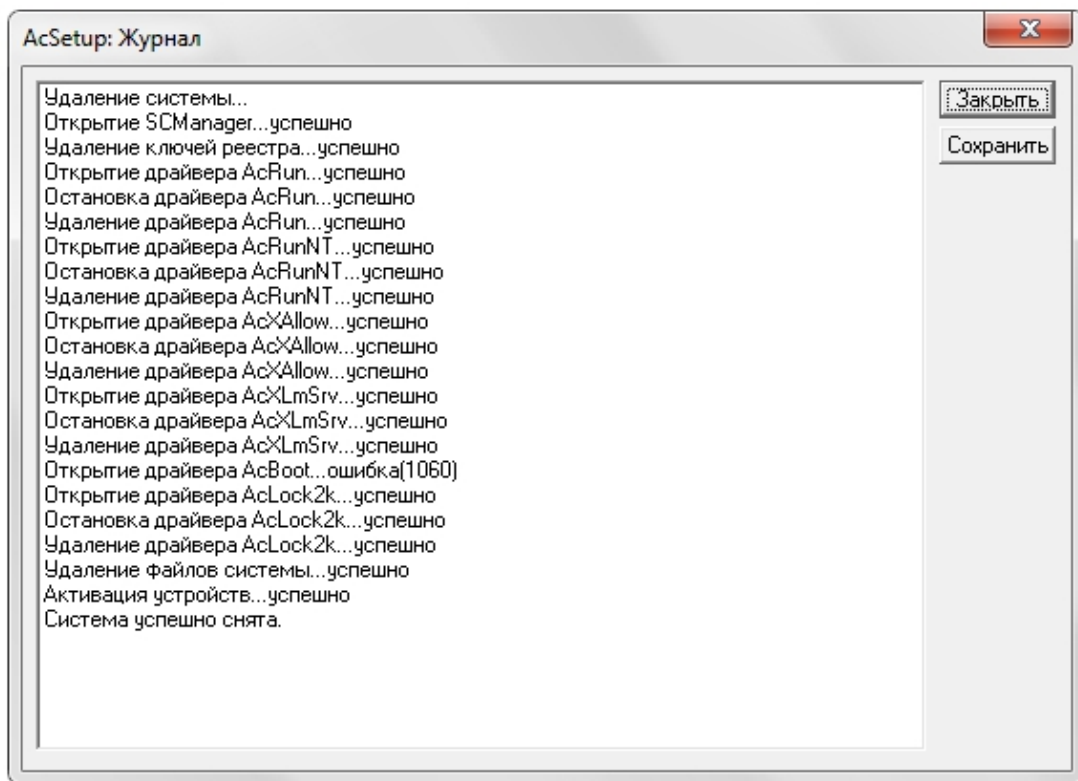 AcSetup: Журнал
Удаление системы...
Открытие SCManager...успешно
Удаление ключей реестра...успешно
Открытие драйвера AcRun...успешно
Остановка драйвера AcRun...успешно
Удаление драйвера AcRun...успешно
Открытие драйвера AcRunNT...успешно
Остановка драйвера AcRunNT...успешно
Удаление драйвера AcRunNT...успешно
Открытие драйвера AcXAllow...успешно
Остановка драйвера AcXAllow...успешно
Удаление драйвера AcXAllow...успешно
Открытие драйвера AcXLmSrv...успешно
Остановка драйвера AcXLmSrv...успешно
Удаление драйвера AcXLmSrv...успешно
Открытие драйвера AcBoot...ошибка(1060)
Открытие драйвера AcLock2k...успешно
Остановка драйвера AcLock2k...успешно
Удаление драйвера AcLock2k...успешно
Удаление файлов системы...успешно
Активация устройств...успешно
Система успешно снята.
Закрыть
Сохранить